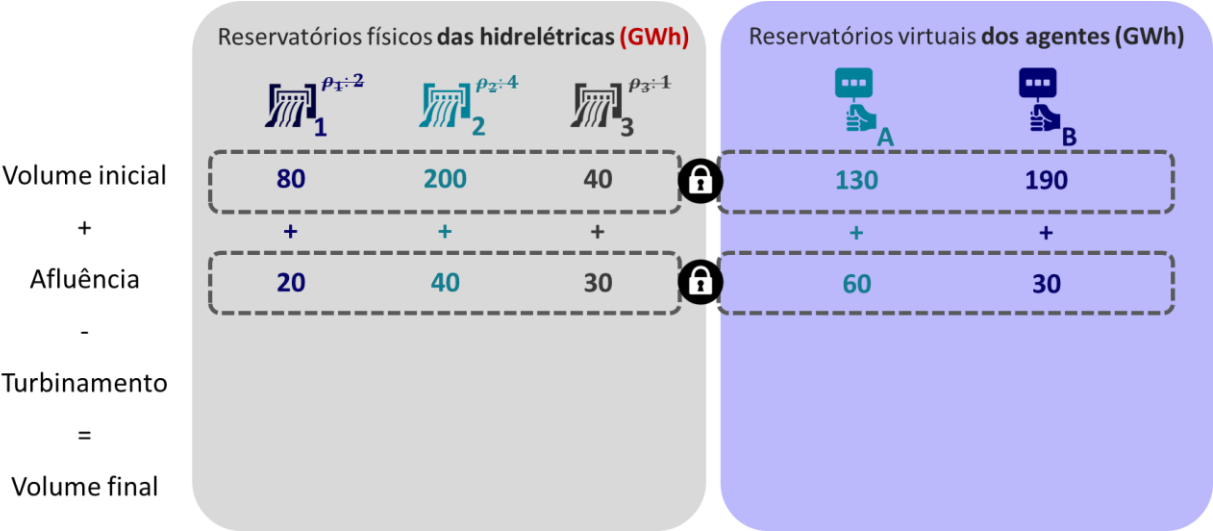 Reservatórios físicos das hidrelétricas (GWh)
Reservatórios virtuais dos agentes (GWh)
ρ₁: 2
ρ₂: 4
ρ₃: 1
1
2
3
A
B
Volume inicial
80 200 40
130 190
+
+ + +
+ +
Afluência
20 40 30
60 30
-
Turbinamento
=
Volume final